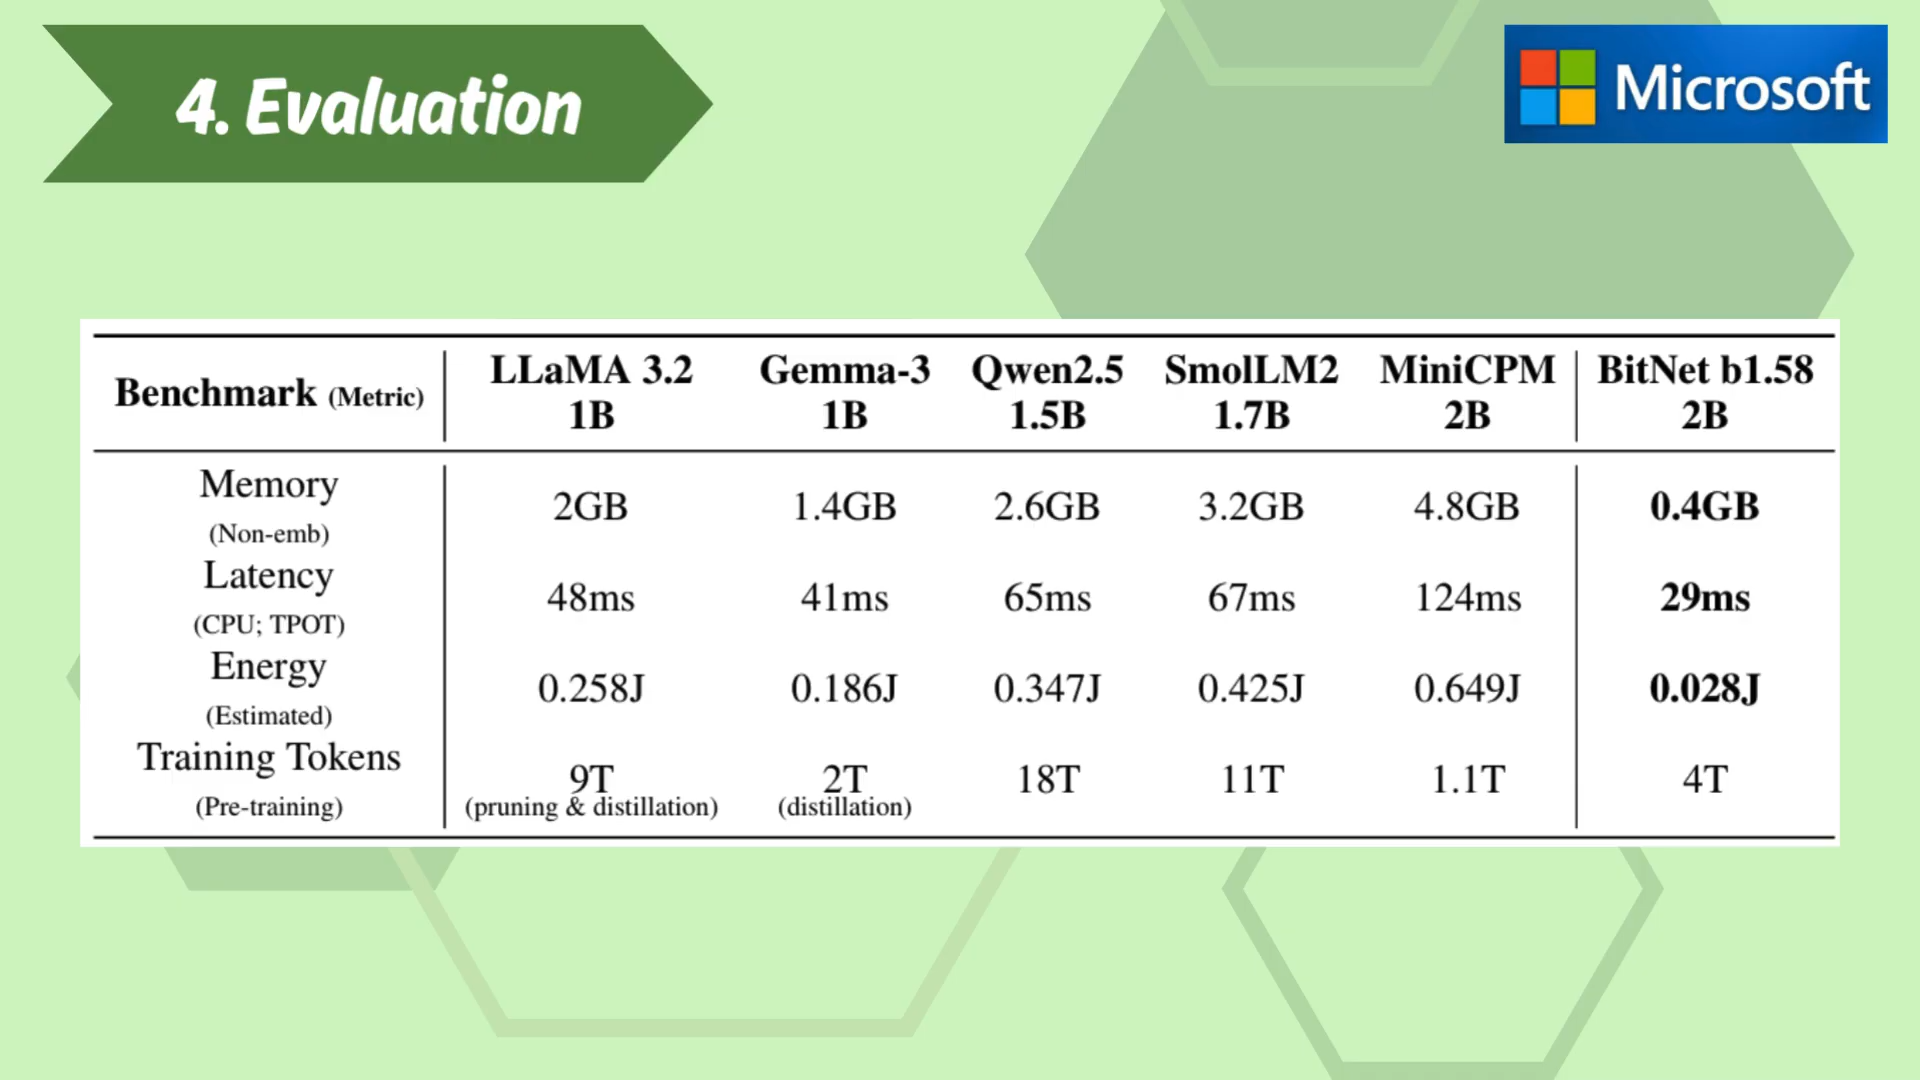 4. Evaluation
Microsoft
Benchmark (Metric)
LLaMA 3.2 1B
Gemma-3 1B
Qwen2.5 1.5B
SmolLM2 1.7B
MiniCPM 2B
BitNet b1.58 2B
Memory (Non-emb)
2GB
1.4GB
2.6GB
3.2GB
4.8GB
0.4GB
Latency (CPU; TPOT)
48ms
41ms
65ms
67ms
124ms
29ms
Energy (Estimated)
0.258J
0.186J
0.347J
0.425J
0.649J
0.028J
Training Tokens (Pre-training)
9T (pruning & distillation)
2T (distillation)
18T
11T
1.1T
4T